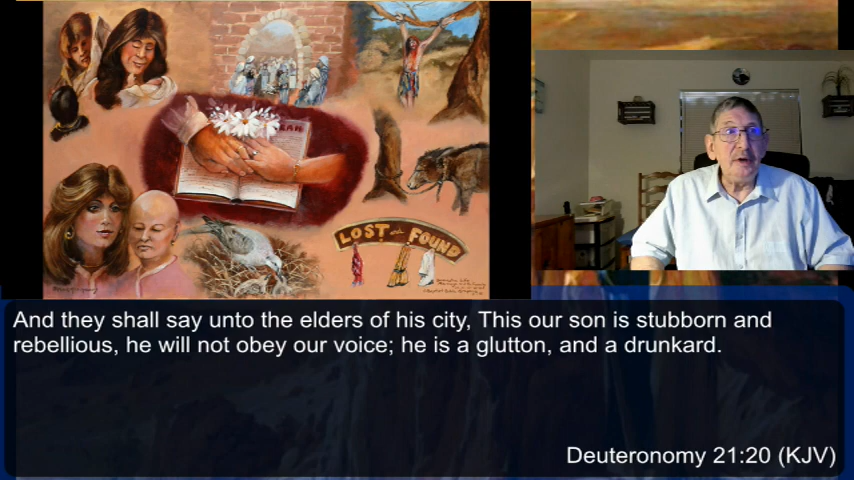 LOST and FOUND
And they shall say unto the elders of his city, This our son is stubborn and
rebellious, he will not obey our voice; he is a glutton, and a drunkard.
Deuteronomy 21:20 (KJV)